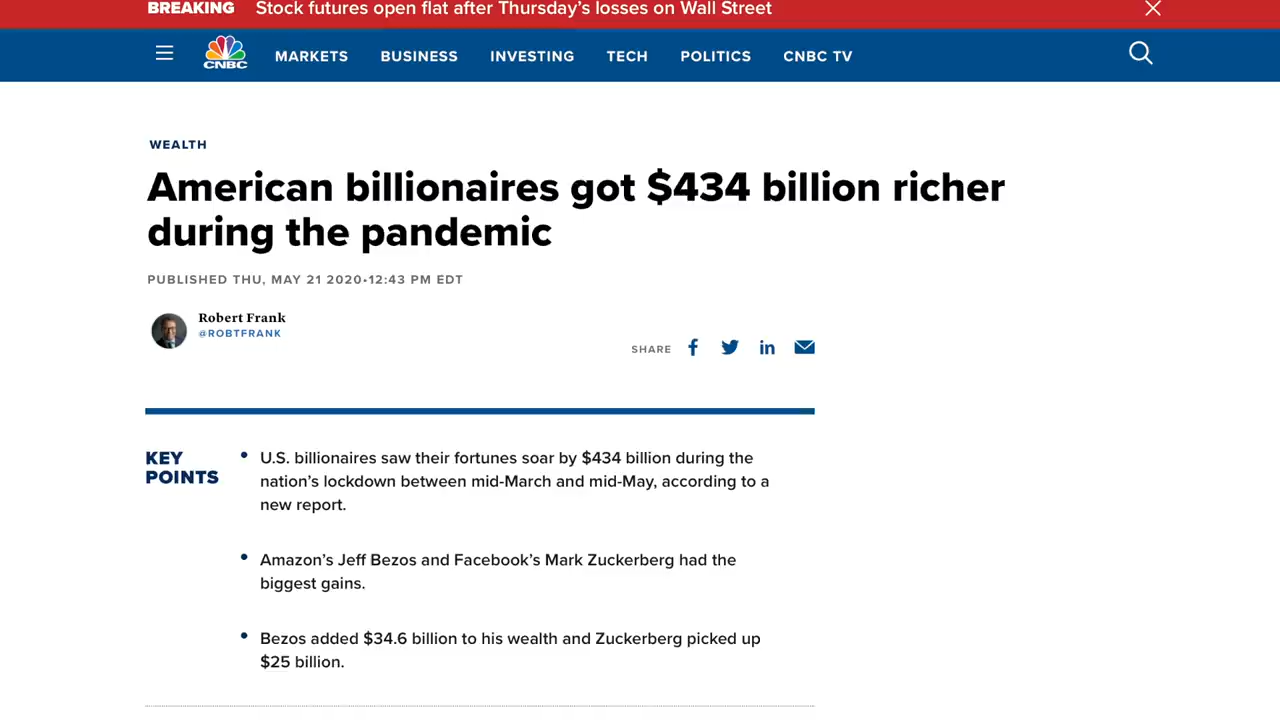 BREAKING Stock futures open flat after Thursday's losses on Wall Street
CNBC MARKETS BUSINESS INVESTING TECH POLITICS CNBC TV
WEALTH
American billionaires got $434 billion richer
during the pandemic
PUBLISHED THU, MAY 21 2020•12:43 PM EDT
Robert Frank
@ROBTFRANK
SHARE
KEY
POINTS
• U.S. billionaires saw their fortunes soar by $434 billion during the
nation’s lockdown between mid-March and mid-May, according to a
new report.
• Amazon’s Jeff Bezos and Facebook’s Mark Zuckerberg had the
biggest gains.
• Bezos added $34.6 billion to his wealth and Zuckerberg picked up
$25 billion.